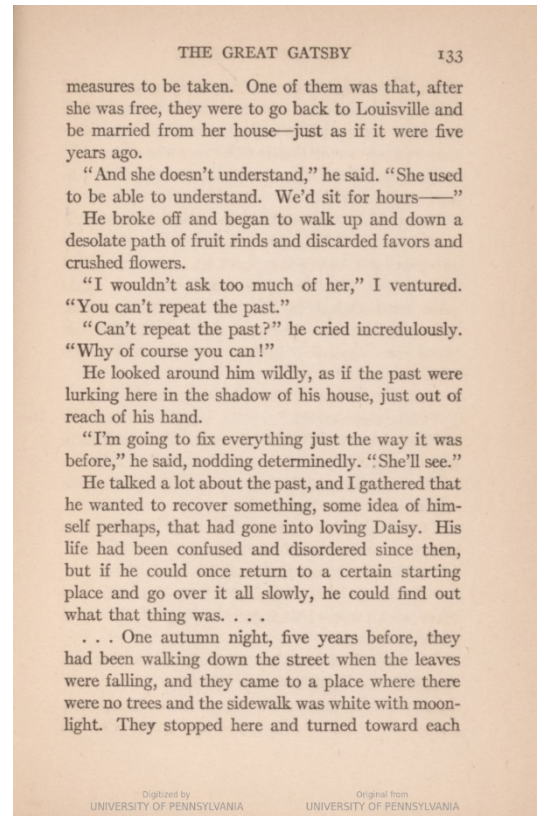 THE GREAT GATSBY 133
measures to be taken. One of them was that, after
she was free, they were to go back to Louisville and
be married from her house—just as if it were five
years ago.
“And she doesn’t understand,” he said. “She used
to be able to understand. We’d sit for hours——”
He broke off and began to walk up and down a
desolate path of fruit rinds and discarded favors and
crushed flowers.
“I wouldn’t ask too much of her,” I ventured.
“You can’t repeat the past.”
“Can’t repeat the past?” he cried incredulously.
“Why of course you can!”
He looked around him wildly, as if the past were
lurking here in the shadow of his house, just out of
reach of his hand.
“I’m going to fix everything just the way it was
before,” he said, nodding determinedly. “She’ll see.”
He talked a lot about the past, and I gathered that
he wanted to recover something, some idea of him-
self perhaps, that had gone into loving Daisy. His
life had been confused and disordered since then,
but if he could once return to a certain starting
place and go over it all slowly, he could find out
what that thing was. . . .
. . . One autumn night, five years before, they
had been walking down the street when the leaves
were falling, and they came to a place where there
were no trees and the sidewalk was white with moon-
light. They stopped here and turned toward each
Digitized by
UNIVERSITY OF PENNSYLVANIA
Original from
UNIVERSITY OF PENNSYLVANIA